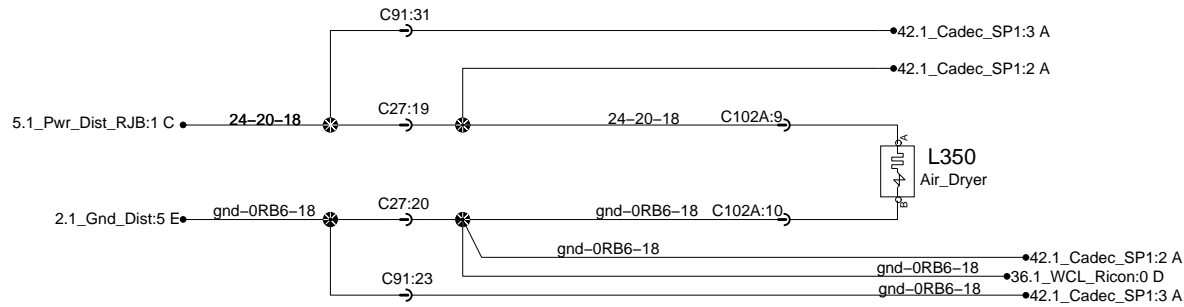 C91:31
42.1_Cadec_SP1:3 A
42.1_Cadec_SP1:2 A
C27:19
5.1_Pwr_Dist_RJB:1 C
24–20–18
24–20–18
C102A:9
A
L350
Air_Dryer
B
2.1_Gnd_Dist:5 E
gnd–0RB6–18
C27:20
gnd–0RB6–18
C102A:10
gnd–0RB6–18
42.1_Cadec_SP1:2 A
gnd–0RB6–18
36.1_WCL_Ricon:0 D
C91:23
gnd–0RB6–18
42.1_Cadec_SP1:3 A